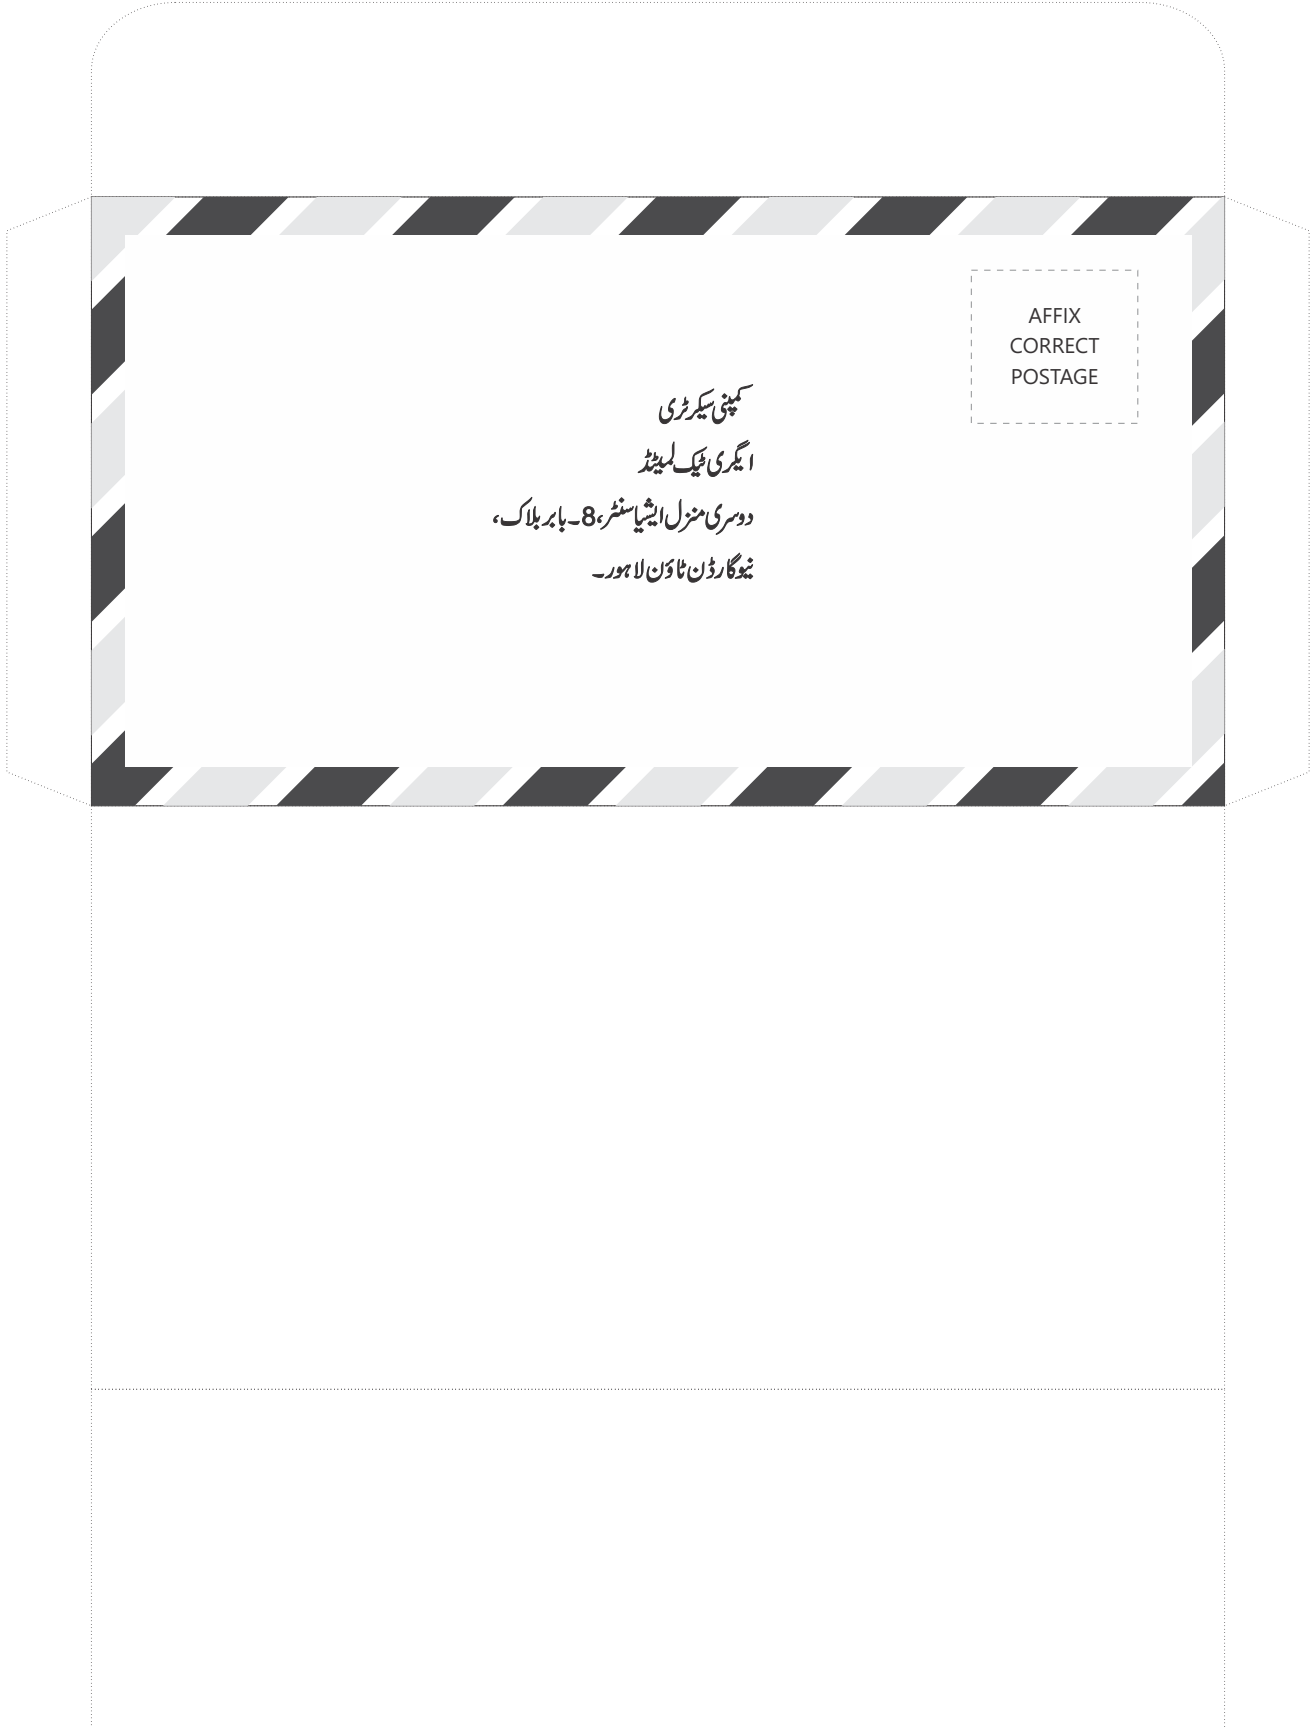 AFFIX
CORRECT
POSTAGE
کمپنی سیکرٹری
ایگری ٹیک لمیٹڈ
دوسری منزل ایشیا سنٹر، 8۔ بابر بلاک،
نیو گارڈن ٹاؤن لاہور۔